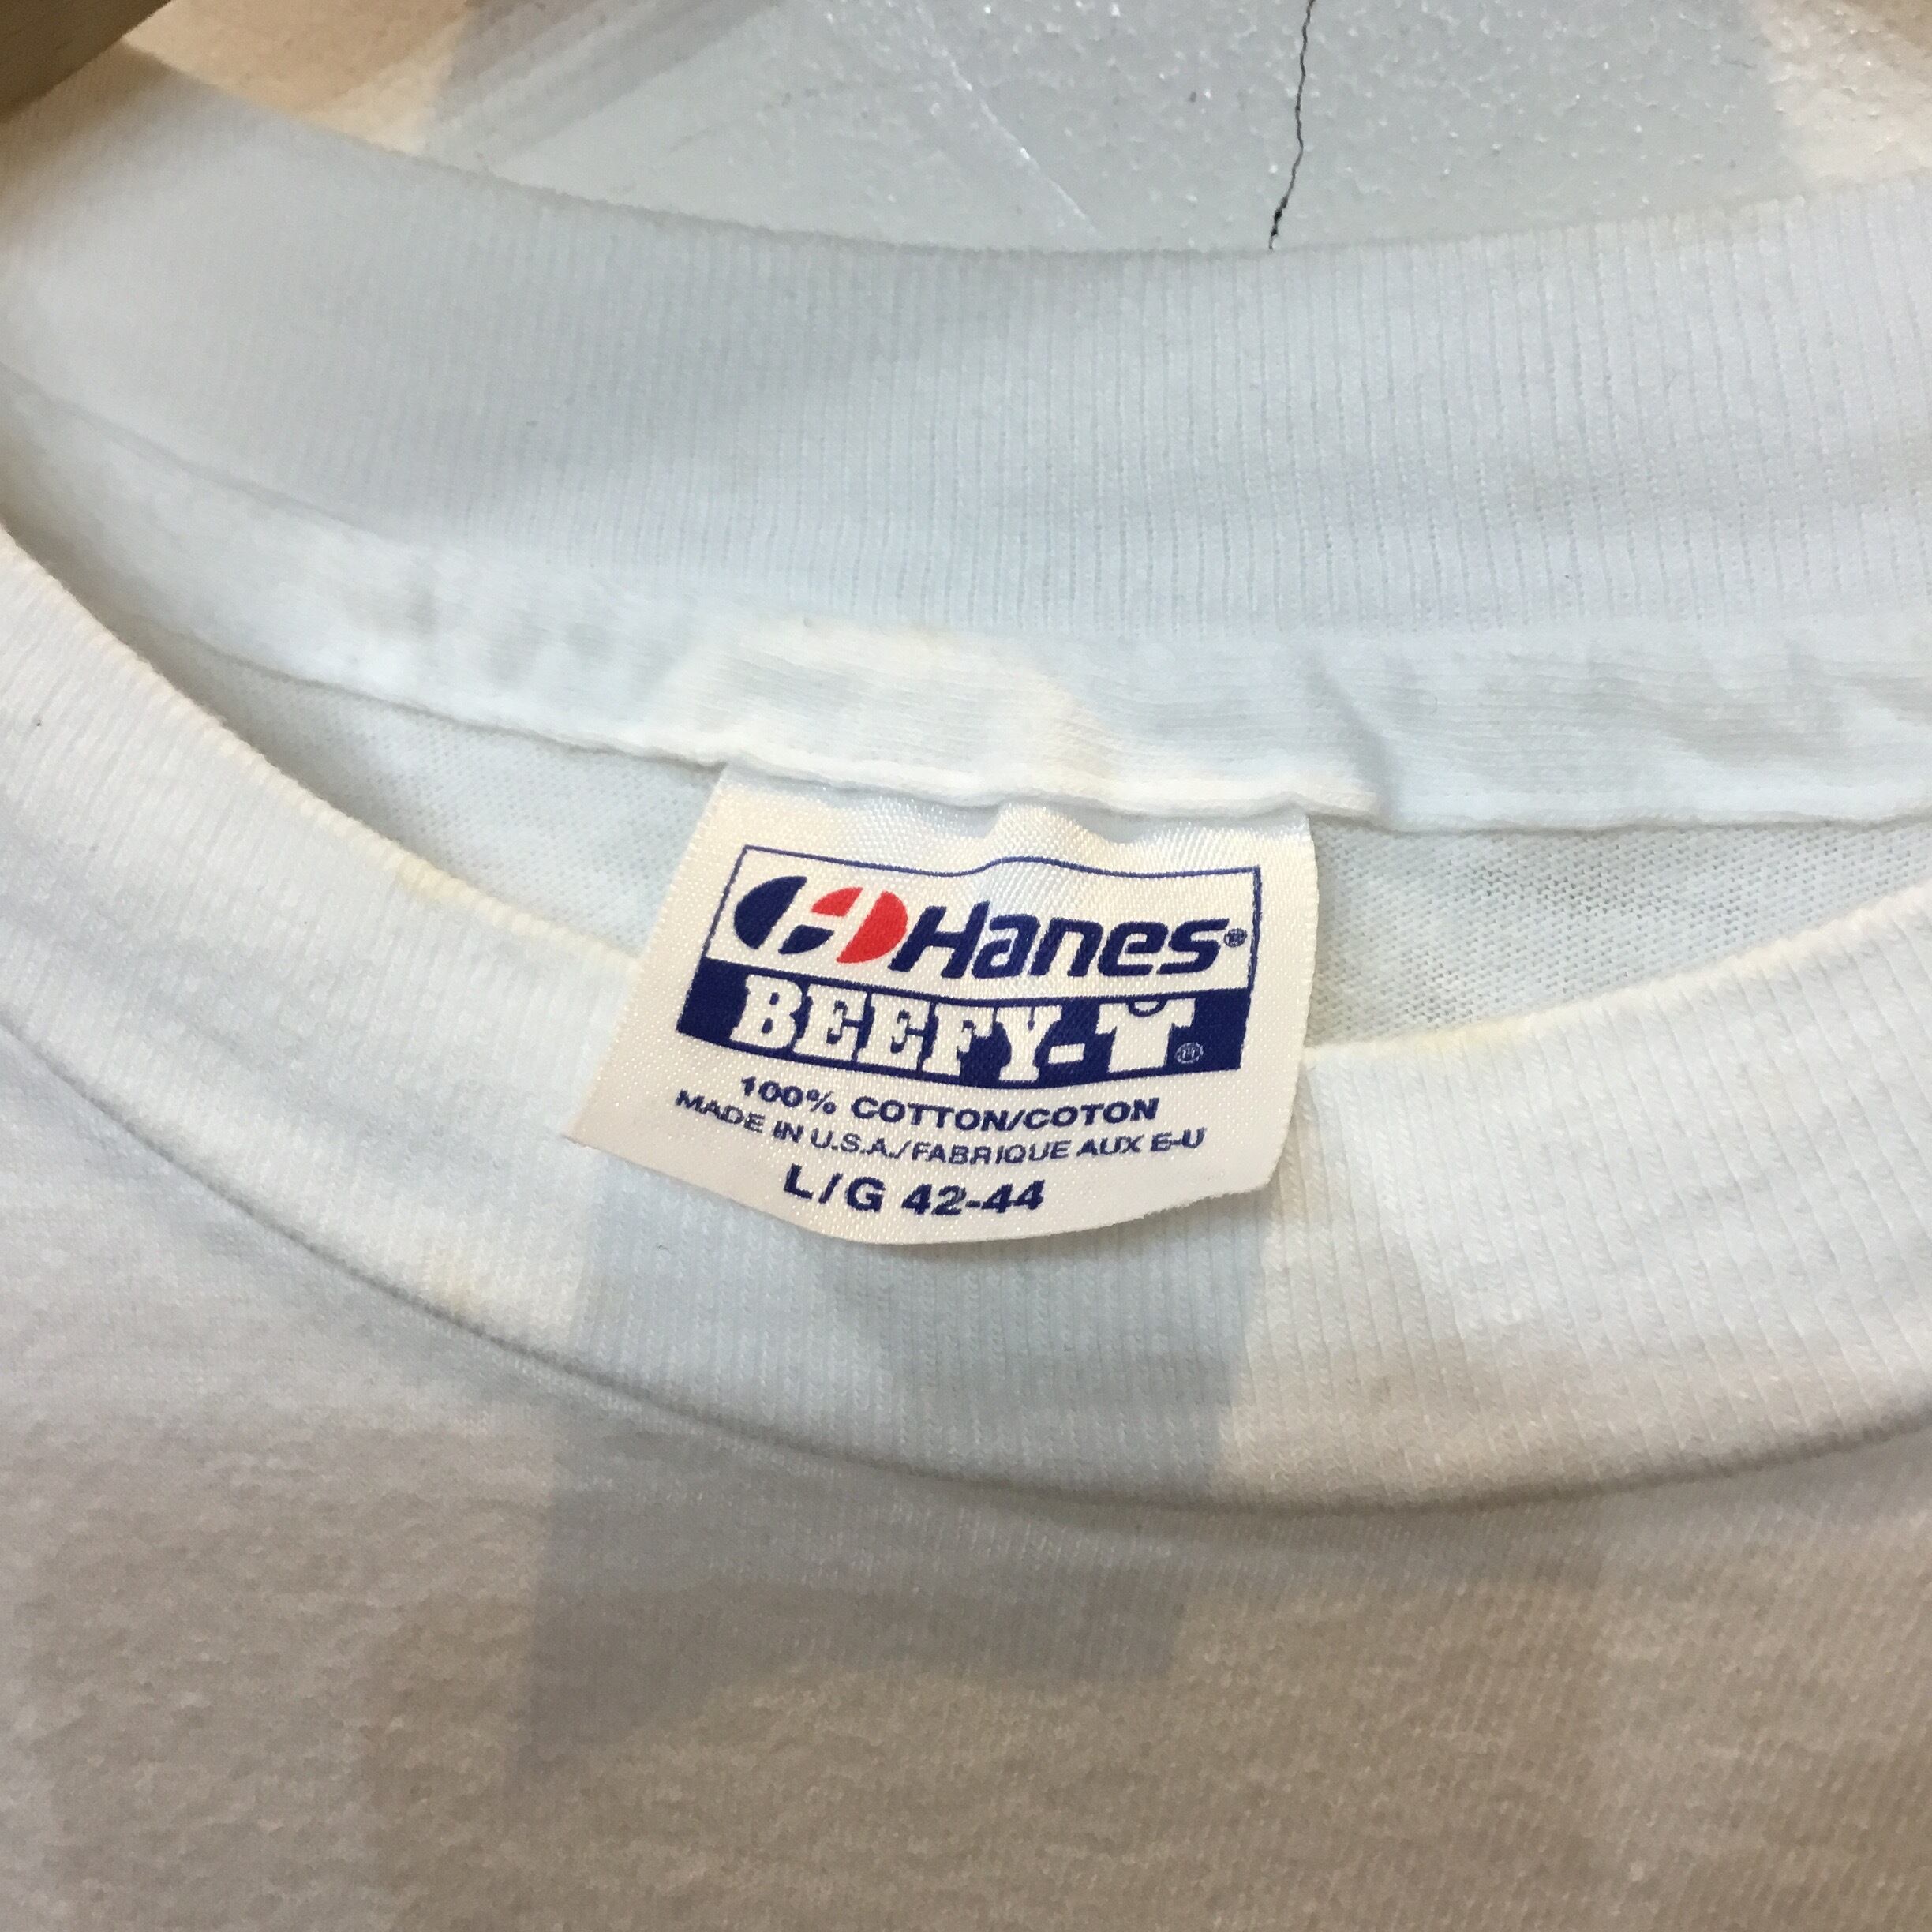 Hanes®
BEEFY-T®
100% COTTON/COTON
MADE IN U.S.A./FABRIQUE AUX E-U
L/G 42-44